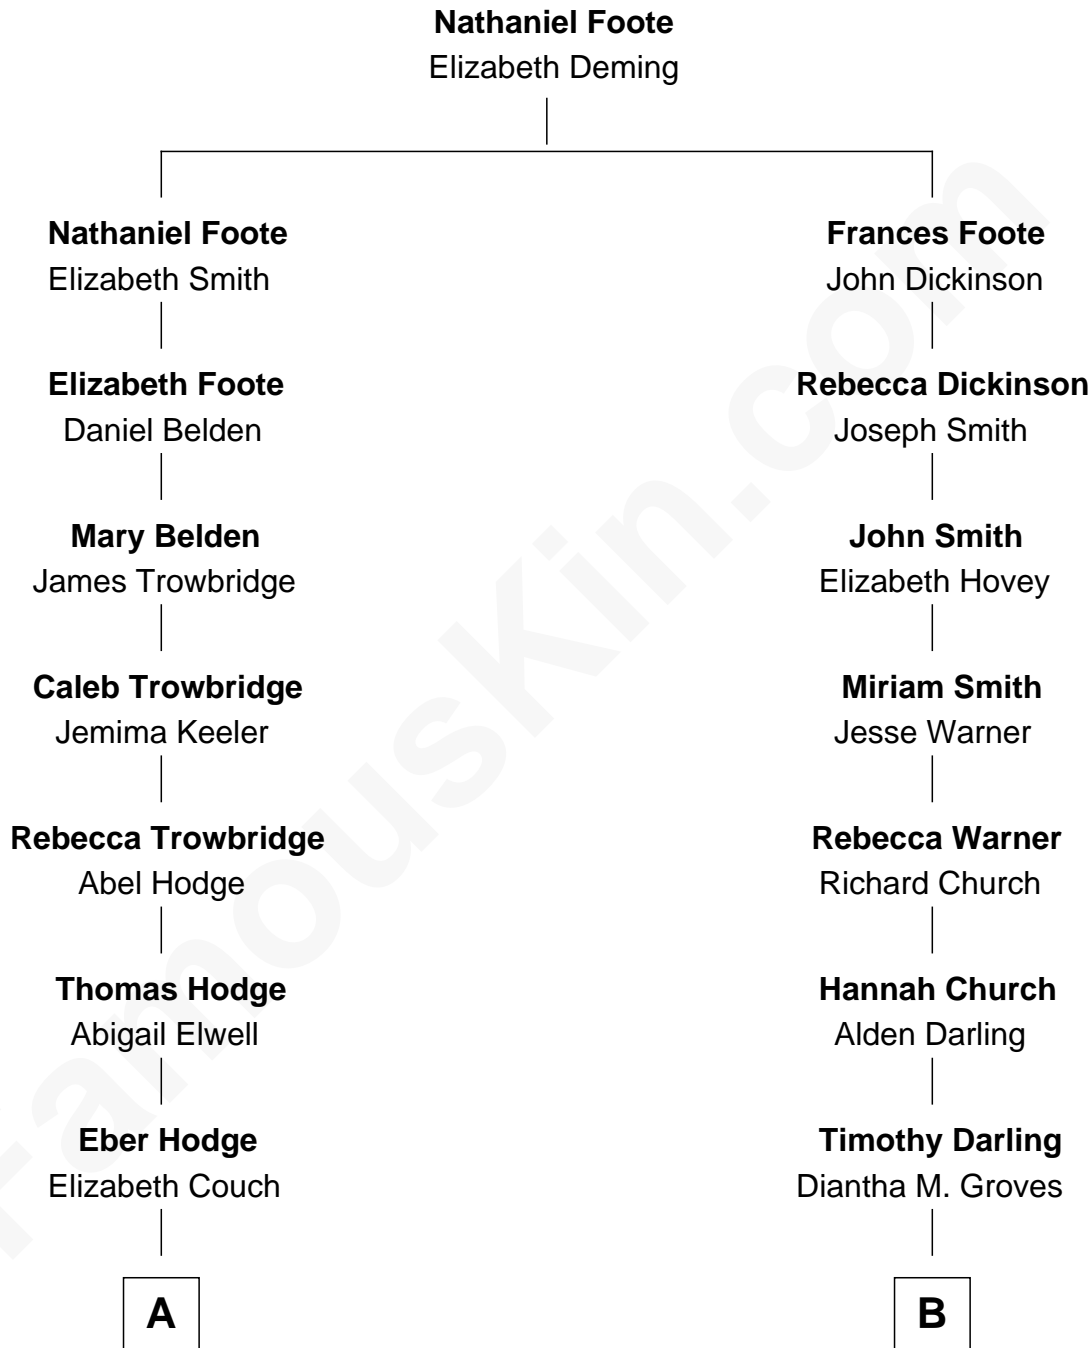 Nathaniel Foote
Elizabeth Deming
Nathaniel Foote
Elizabeth Smith
Frances Foote
John Dickinson
Elizabeth Foote
Daniel Belden
Rebecca Dickinson
Joseph Smith
Mary Belden
James Trowbridge
John Smith
Elizabeth Hovey
Caleb Trowbridge
Jemima Keeler
Miriam Smith
Jesse Warner
Rebecca Trowbridge
Abel Hodge
Rebecca Warner
Richard Church
Thomas Hodge
Abigail Elwell
Hannah Church
Alden Darling
Eber Hodge
Elizabeth Couch
Timothy Darling
Diantha M. Groves
A
B
FamousKin.com